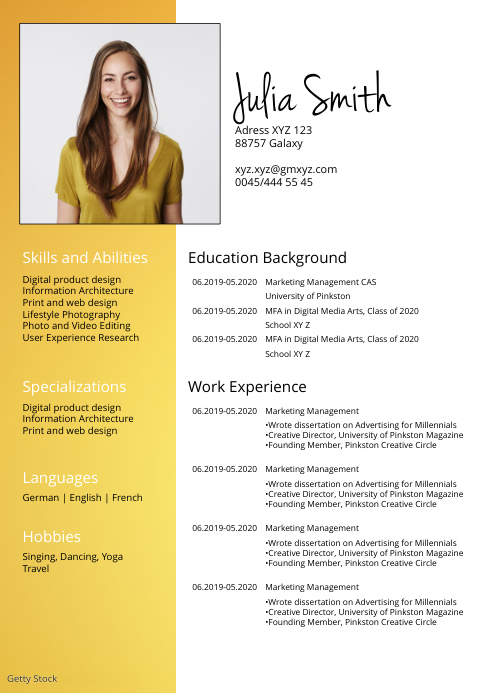 Julia Smith
Adress XYZ 123
88757 Galaxy
xyz.xyz@gmxyz.com
0045/444 55 45
Skills and Abilities
Digital product design
Information Architecture
Print and web design
Lifestyle Photography
Photo and Video Editing
User Experience Research
Specializations
Digital product design
Information Architecture
Print and web design
Languages
German | English | French
Hobbies
Singing, Dancing, Yoga
Travel
Education Background
06.2019-05.2020 Marketing Management CAS
University of Pinkston
06.2019-05.2020 MFA in Digital Media Arts, Class of 2020
School XY Z
06.2019-05.2020 MFA in Digital Media Arts, Class of 2020
School XY Z
Work Experience
06.2019-05.2020 Marketing Management
•Wrote dissertation on Advertising for Millennials
•Creative Director, University of Pinkston Magazine
•Founding Member, Pinkston Creative Circle
06.2019-05.2020 Marketing Management
•Wrote dissertation on Advertising for Millennials
•Creative Director, University of Pinkston Magazine
•Founding Member, Pinkston Creative Circle
06.2019-05.2020 Marketing Management
•Wrote dissertation on Advertising for Millennials
•Creative Director, University of Pinkston Magazine
•Founding Member, Pinkston Creative Circle
06.2019-05.2020 Marketing Management
•Wrote dissertation on Advertising for Millennials
•Creative Director, University of Pinkston Magazine
•Founding Member, Pinkston Creative Circle
Getty Stock